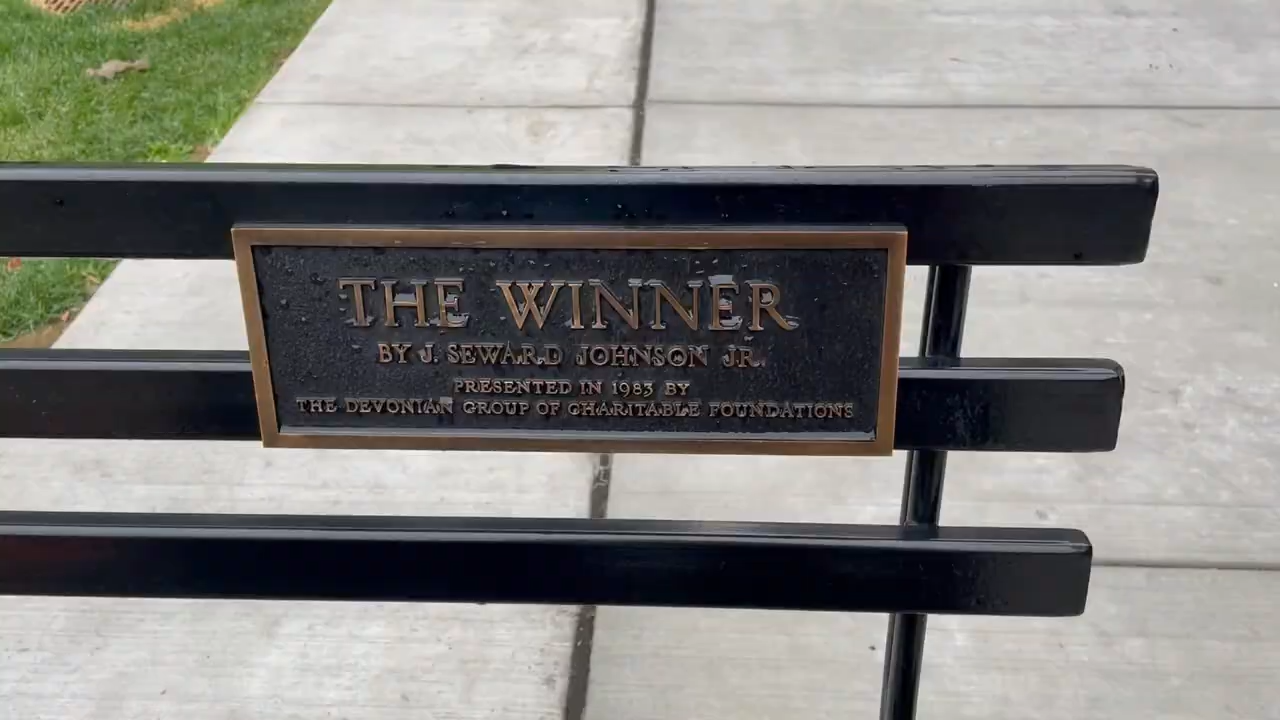 THE WINNER
BY J. SEWARD JOHNSON JR.
PRESENTED IN 1983 BY
THE DEVONIAN GROUP OF CHARITABLE FOUNDATIONS